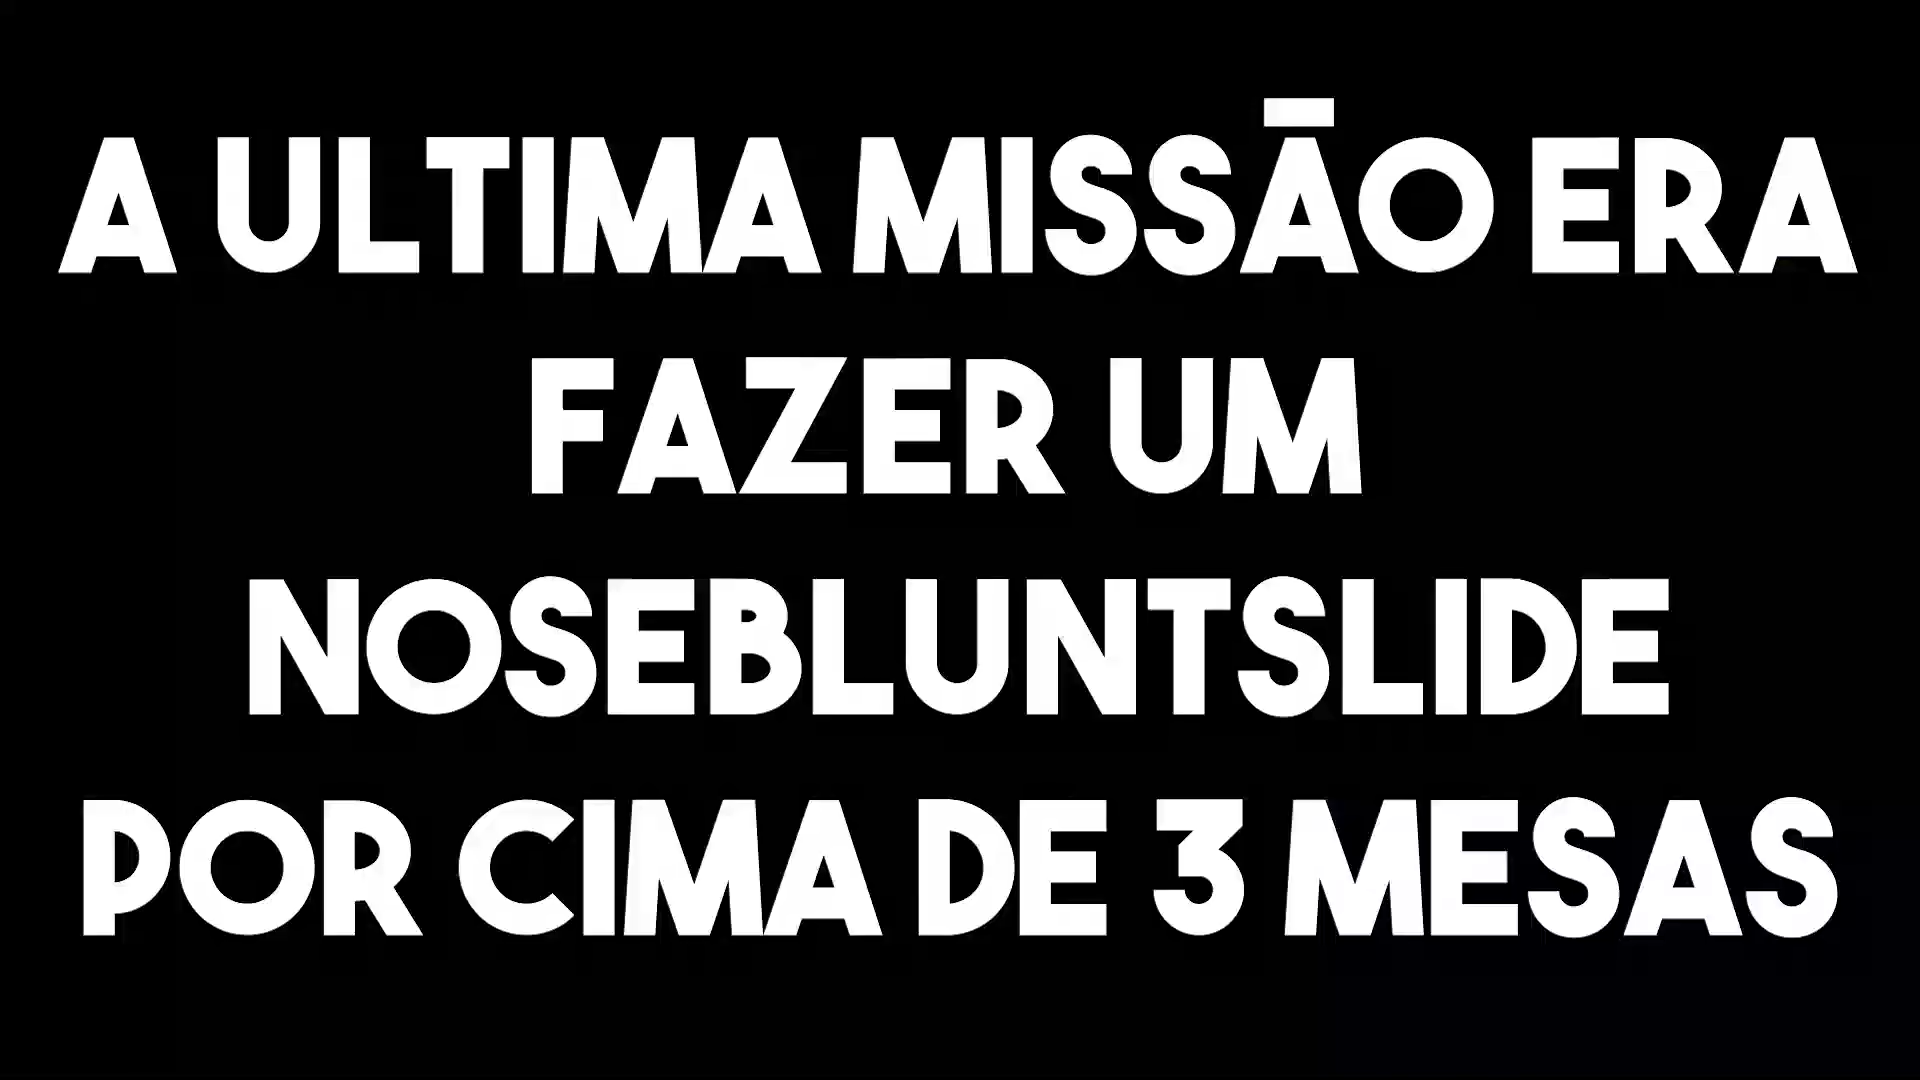 A ULTIMA MISSÃO ERA
FAZER UM
NOSEBLUNTSLIDE
POR CIMA DE 3 MESAS